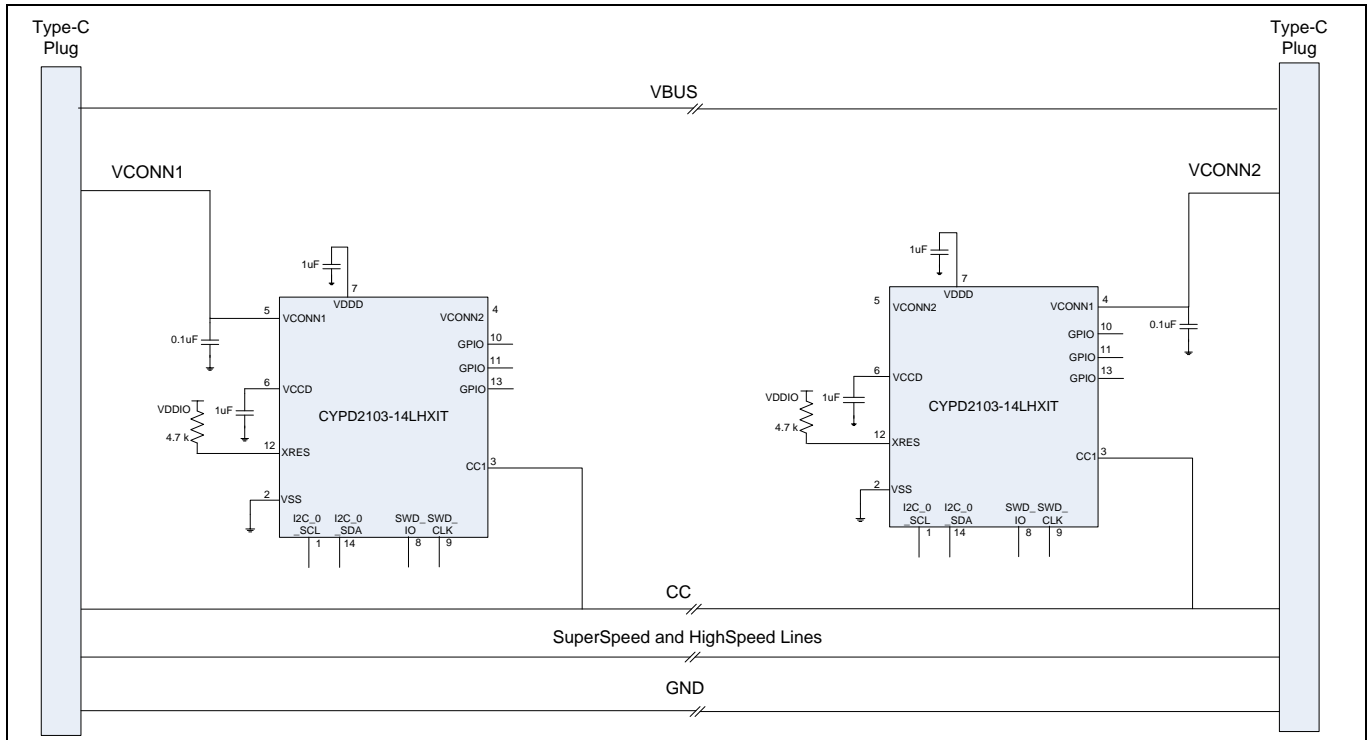 Type-C
Plug
Type-C
Plug
VBUS
VCONN1
VCONN2
1uF
7
VDDD
5
VCONN1
4
VCONN2
0.1uF
10
GPIO
11
GPIO
13
GPIO
6
VCCD
1uF
VDDIO
4.7 k
CYPD2103-14LHXIT
12
XRES
3
CC1
2
VSS
I2C_0
_SCL
I2C_0
_SDA
SWD_
IO
SWD_
CLK
1
14
8
9
1uF
7
VDDD
5
VCONN2
4
VCONN1
0.1uF
10
GPIO
11
GPIO
13
GPIO
6
VCCD
1uF
VDDIO
4.7 k
CYPD2103-14LHXIT
12
XRES
3
CC1
2
VSS
I2C_0
_SCL
I2C_0
_SDA
SWD_
IO
SWD_
CLK
1
14
8
9
CC
SuperSpeed and HighSpeed Lines
GND